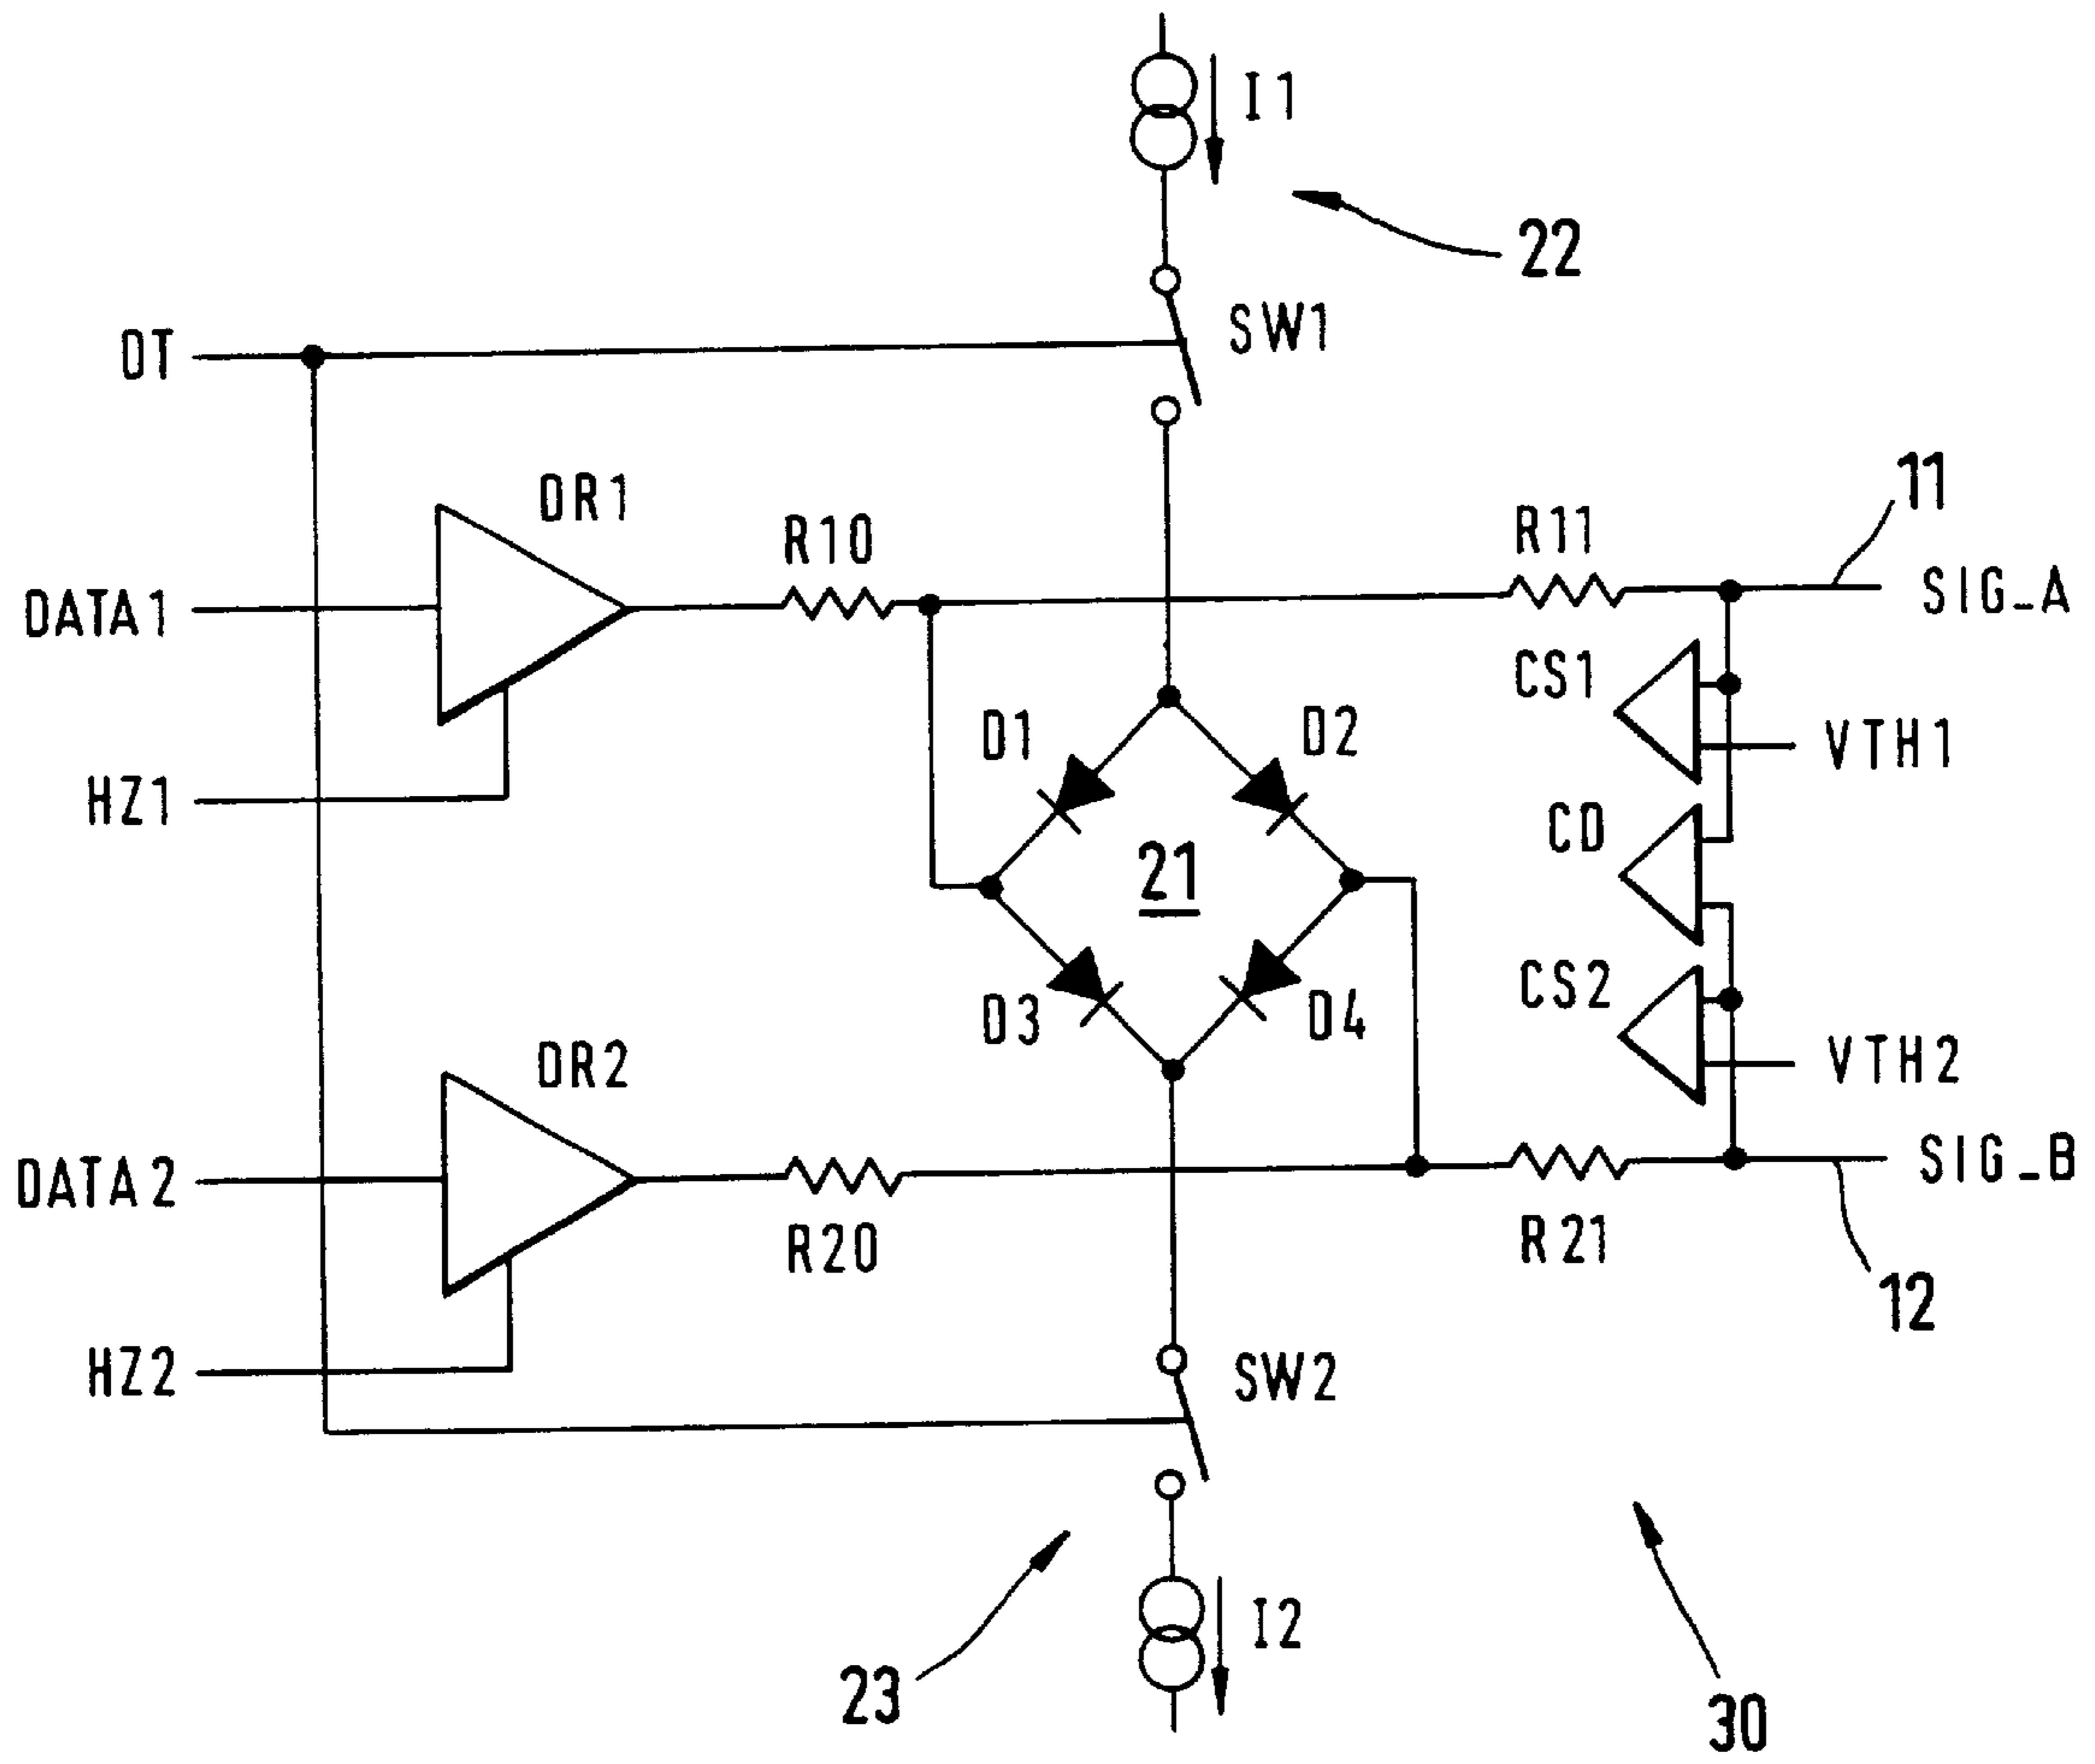 I1
22
SW1
DT
11
DR1
R10
R11
DATA1
SIG_A
CS1
D1
D2
VTH1
HZ1
CD
21
CS2
D3
D4
DR2
VTH2
DATA2
SIG_B
R20
R21
12
HZ2
SW2
I2
23
30